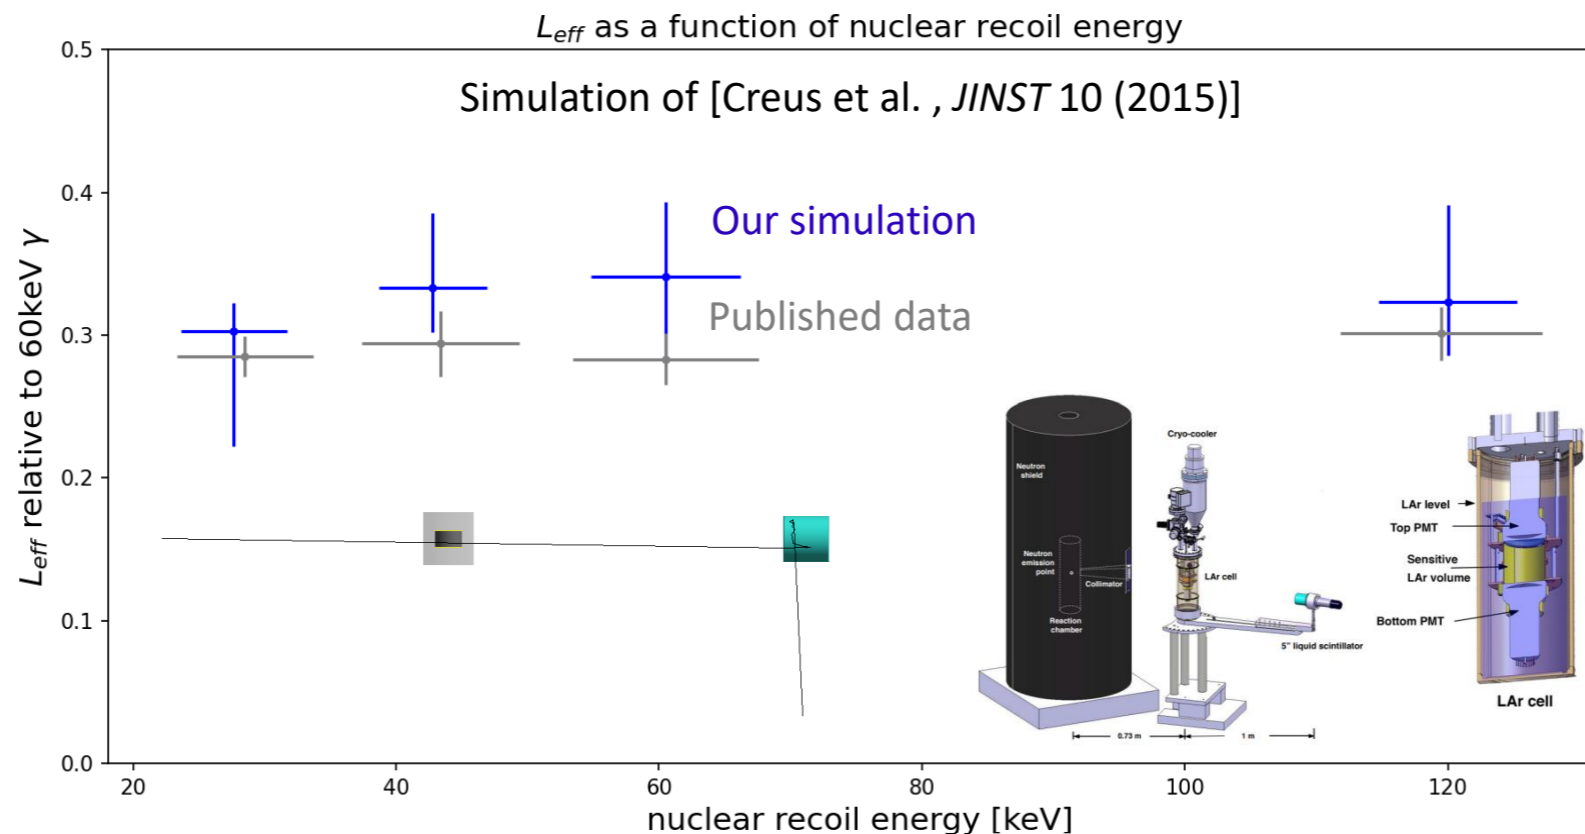 L_eff as a function of nuclear recoil energy
Simulation of [Creus et al. , JINST 10 (2015)]
0.5
0.4
0.3
0.2
0.1
0.0
L_eff relative to 60keV γ
Our simulation
Published data
Cryo-cooler
Neutron
shield
Neutron
emission
point
Collimator
Reaction
chamber
LAr cell
5" liquid scintillator
0.73 m
1 m
LAr level
Top PMT
Sensitive
LAr volume
Bottom PMT
LAr cell
20
40
60
80
100
120
nuclear recoil energy [keV]